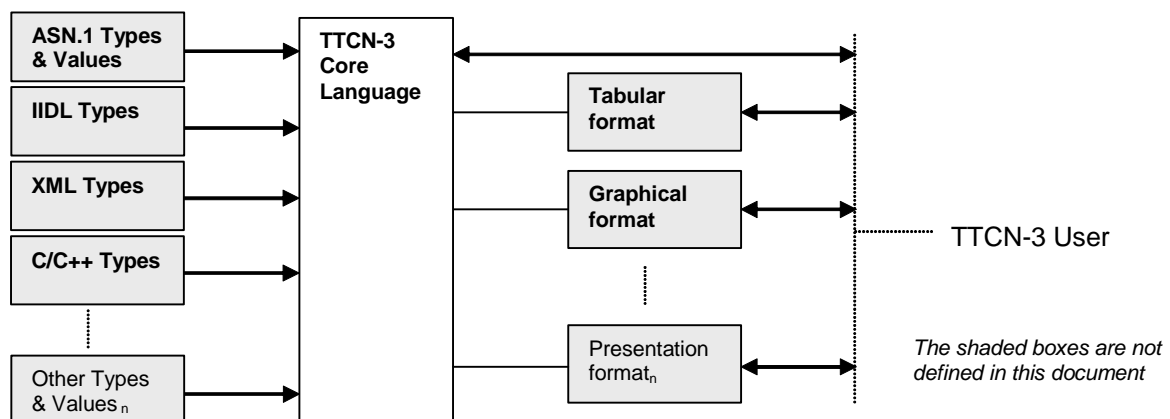 ASN.1 Types
& Values
IIDL Types
XML Types
C/C++ Types
Other Types
& Values n
TTCN-3
Core
Language
Tabular
format
Graphical
format
Presentation
formatn
TTCN-3 User
The shaded boxes are not
defined in this document